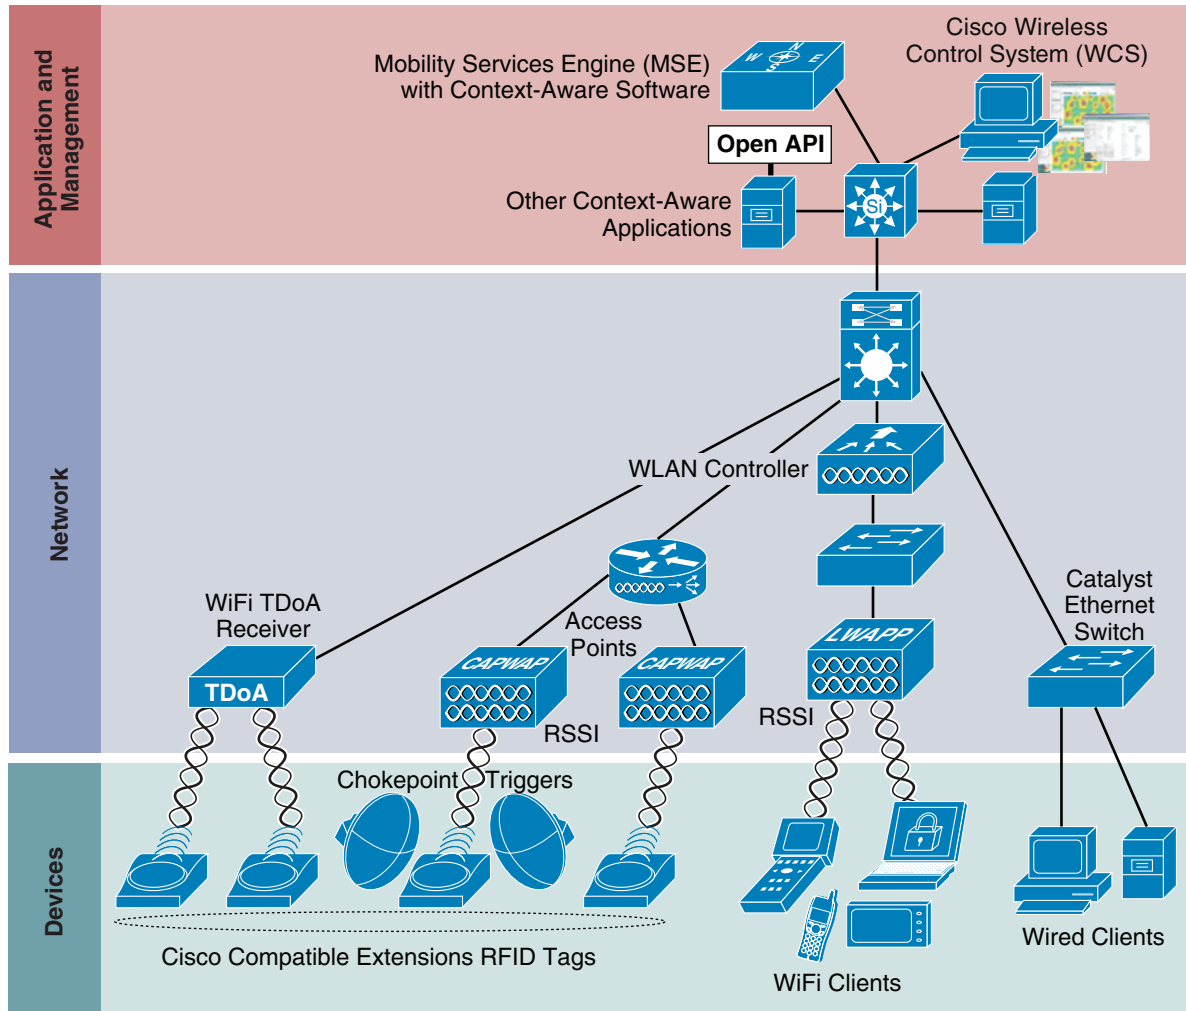 Application and
Management
Cisco Wireless
Control System (WCS)
Mobility Services Engine (MSE)
with Context-Aware Software
N
W
E
S
Open API
Other Context-Aware
Applications
Si
Network
WLAN Controller
WiFi TDoA
Receiver
TDoA
Access
Points
CAPWAP
CAPWAP
LWAPP
RSSI
RSSI
Catalyst
Ethernet
Switch
Devices
Chokepoint
Triggers
Cisco Compatible Extensions RFID Tags
WiFi Clients
Wired Clients